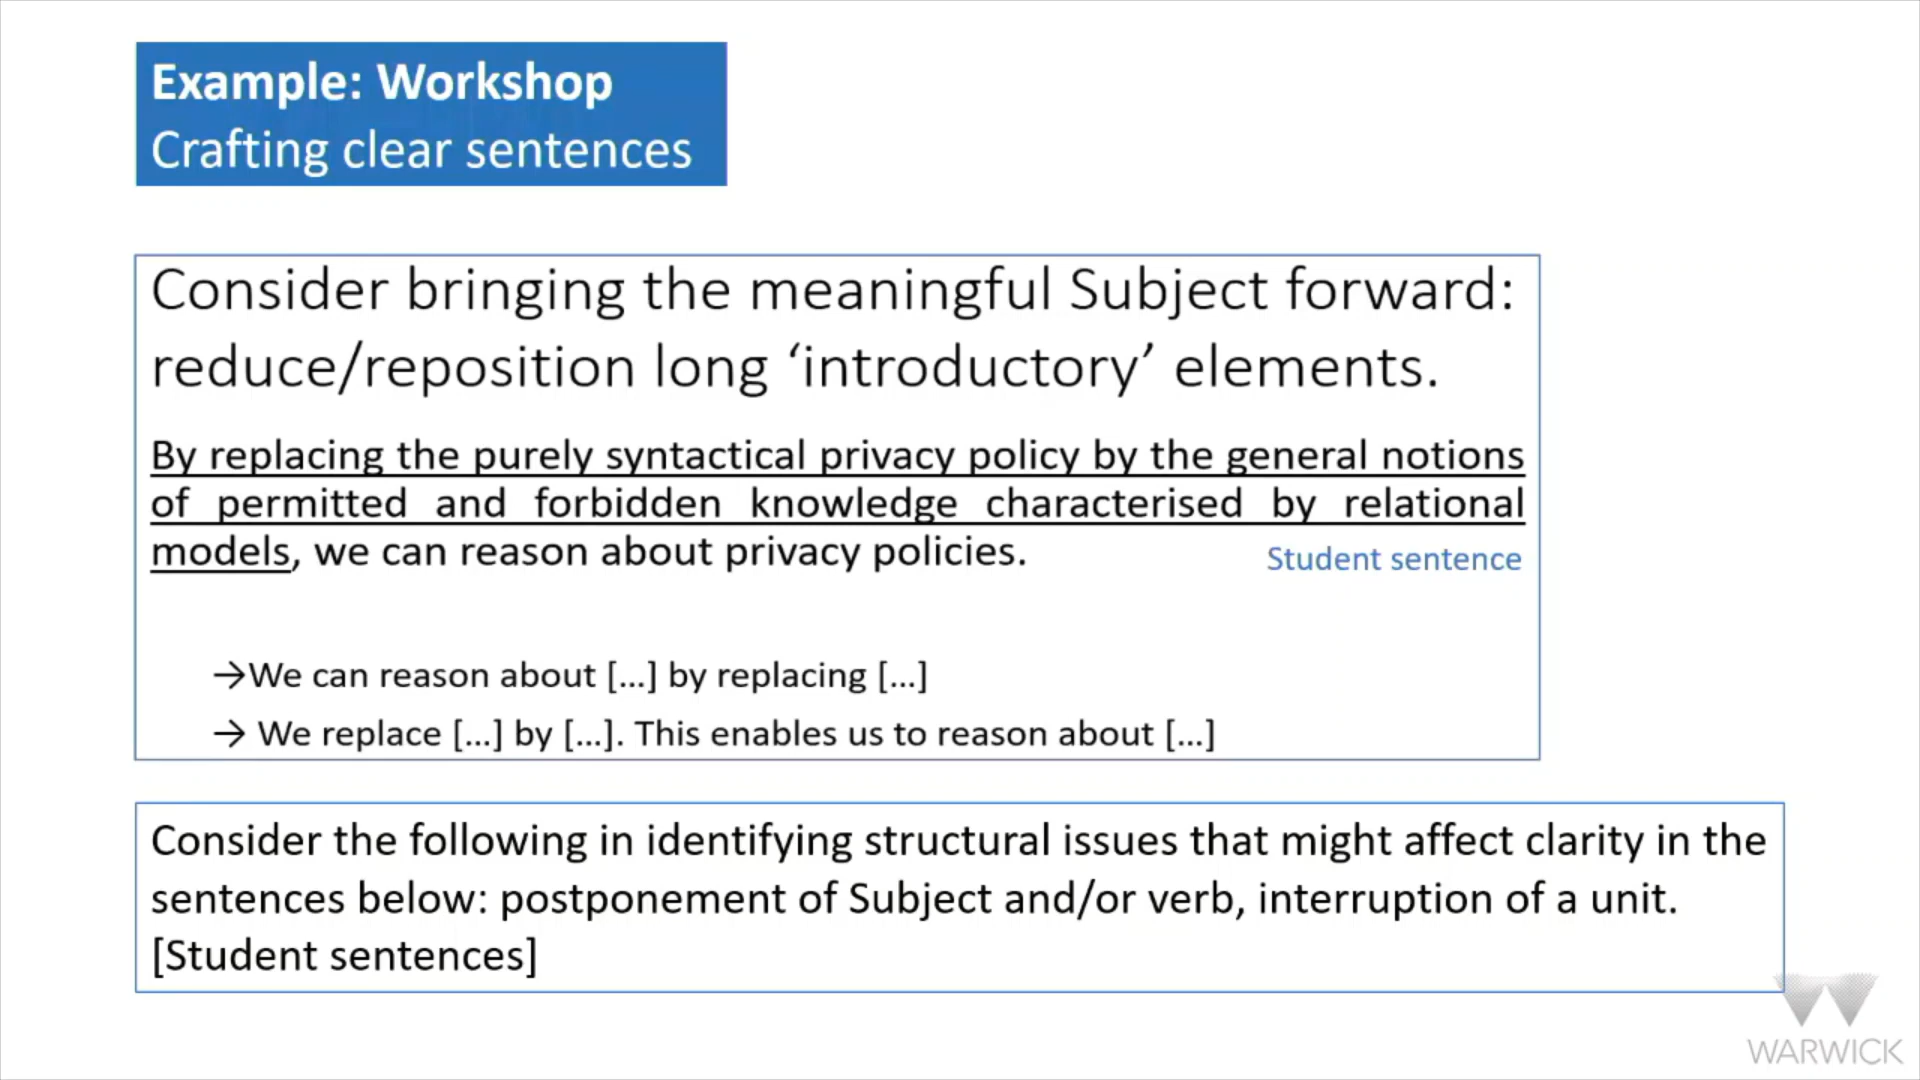 Example: Workshop
Crafting clear sentences
Consider bringing the meaningful Subject forward:
reduce/reposition long ‘introductory’ elements.
By replacing the purely syntactical privacy policy by the general notions
of permitted and forbidden knowledge characterised by relational
models, we can reason about privacy policies.
Student sentence
→We can reason about [...] by replacing [...]
→ We replace [...] by [...]. This enables us to reason about [...]
Consider the following in identifying structural issues that might affect clarity in the
sentences below: postponement of Subject and/or verb, interruption of a unit.
[Student sentences]
WARWICK